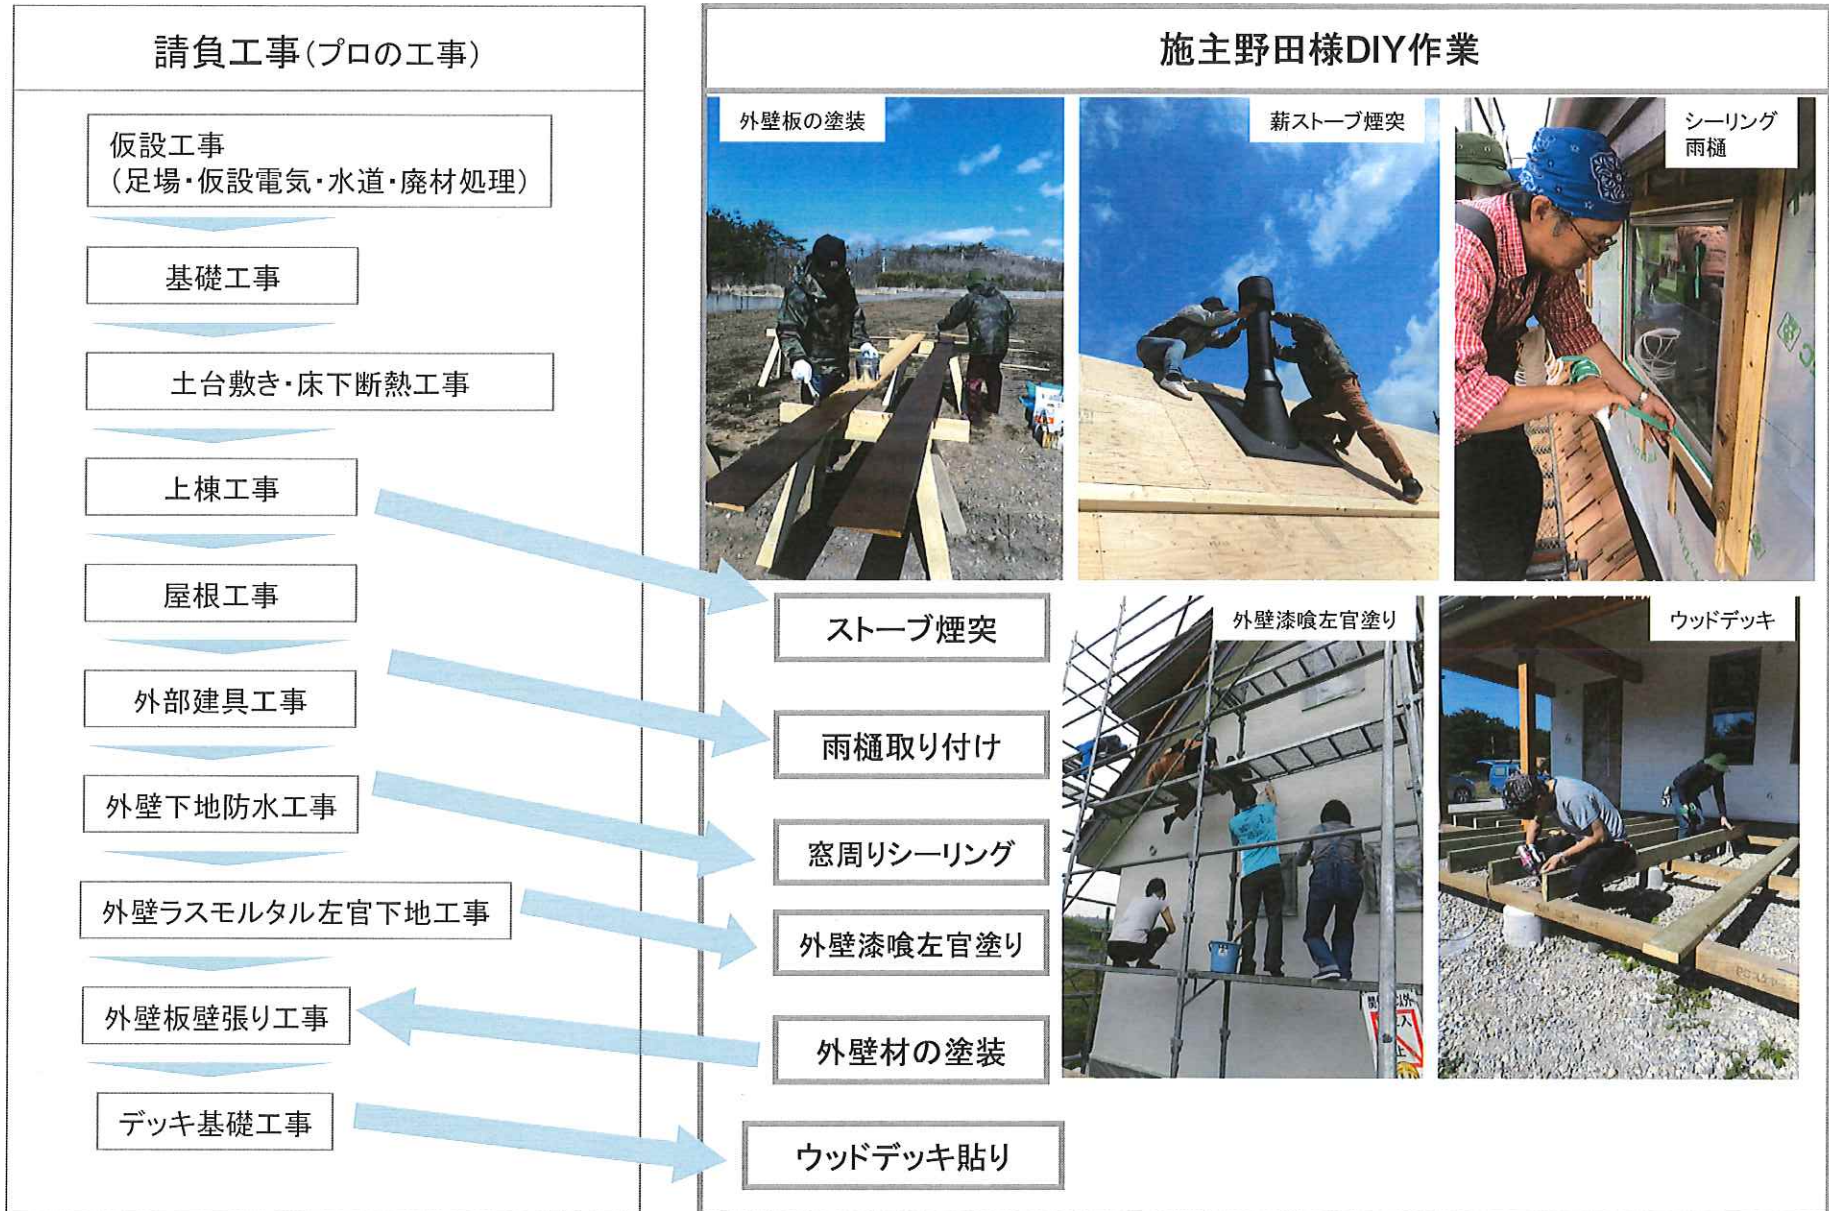 請負工事(プロの工事)
仮設工事
(足場・仮設電気・水道・廃材処理)
基礎工事
土台敷き・床下断熱工事
上棟工事
屋根工事
外部建具工事
外壁下地防水工事
外壁ラスモルタル左官下地工事
外壁板壁張り工事
デッキ基礎工事
施主野田様DIY作業
外壁板の塗装
薪ストーブ煙突
シーリング
雨樋
外壁漆喰左官塗り
ウッドデッキ
ストーブ煙突
雨樋取り付け
窓周りシーリング
外壁漆喰左官塗り
外壁材の塗装
ウッドデッキ貼り